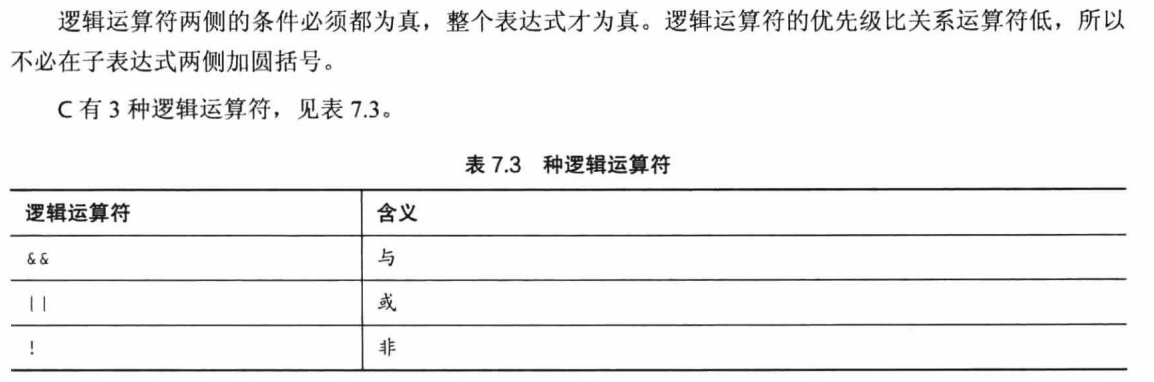 逻辑运算符两侧的条件必须都为真，整个表达式才为真。逻辑运算符的优先级比关系运算符低，所以
不必在子表达式两侧加圆括号。
C 有 3 种逻辑运算符，见表 7.3。
表 7.3 种逻辑运算符
逻辑运算符 含义
&& 与
|| 或
! 非